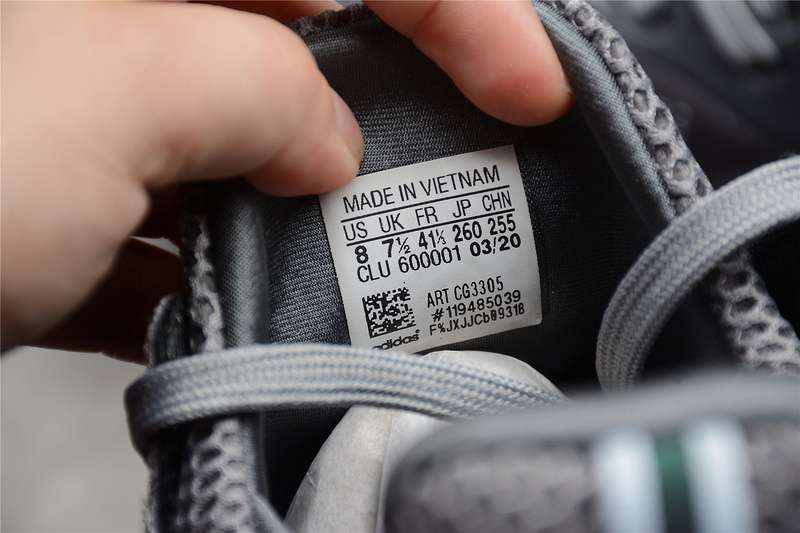 MADE IN VIETNAM
US UK FR JP CHN
8 7½ 41⅓ 260 255
CLU 600001 03/20
ART CG3305
#119485039
F%JXJJCb0931B
adidas